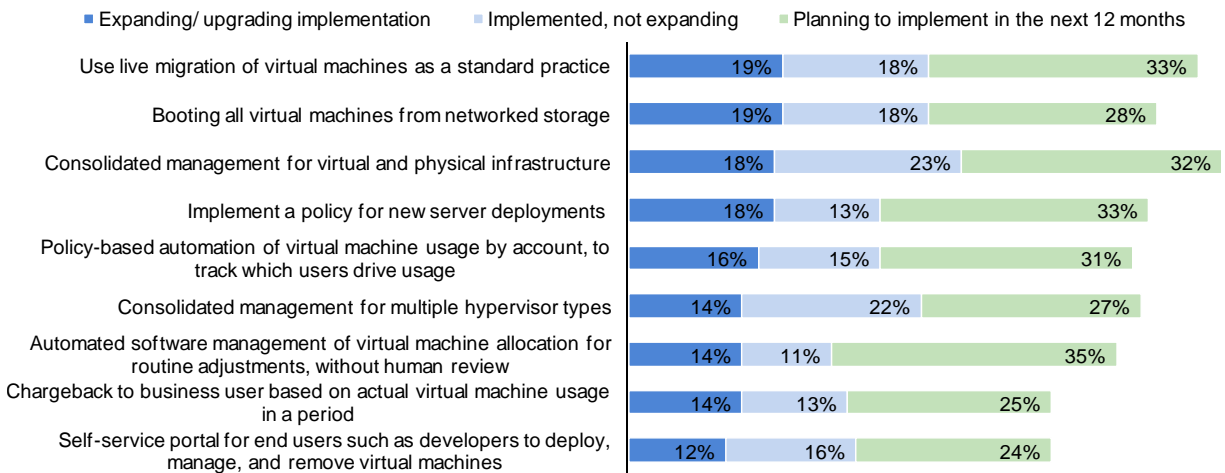 Expanding/ upgrading implementation Implemented, not expanding Planning to implement in the next 12 months
Use live migration of virtual machines as a standard practice 19% 18% 33%
Booting all virtual machines from networked storage 19% 18% 28%
Consolidated management for virtual and physical infrastructure 18% 23% 32%
Implement a policy for new server deployments 18% 13% 33%
Policy-based automation of virtual machine usage by account, to
track which users drive usage 16% 15% 31%
Consolidated management for multiple hypervisor types 14% 22% 27%
Automated software management of virtual machine allocation for
routine adjustments, without human review 14% 11% 35%
Chargeback to business user based on actual virtual machine usage
in a period 14% 13% 25%
Self-service portal for end users such as developers to deploy,
manage, and remove virtual machines 12% 16% 24%